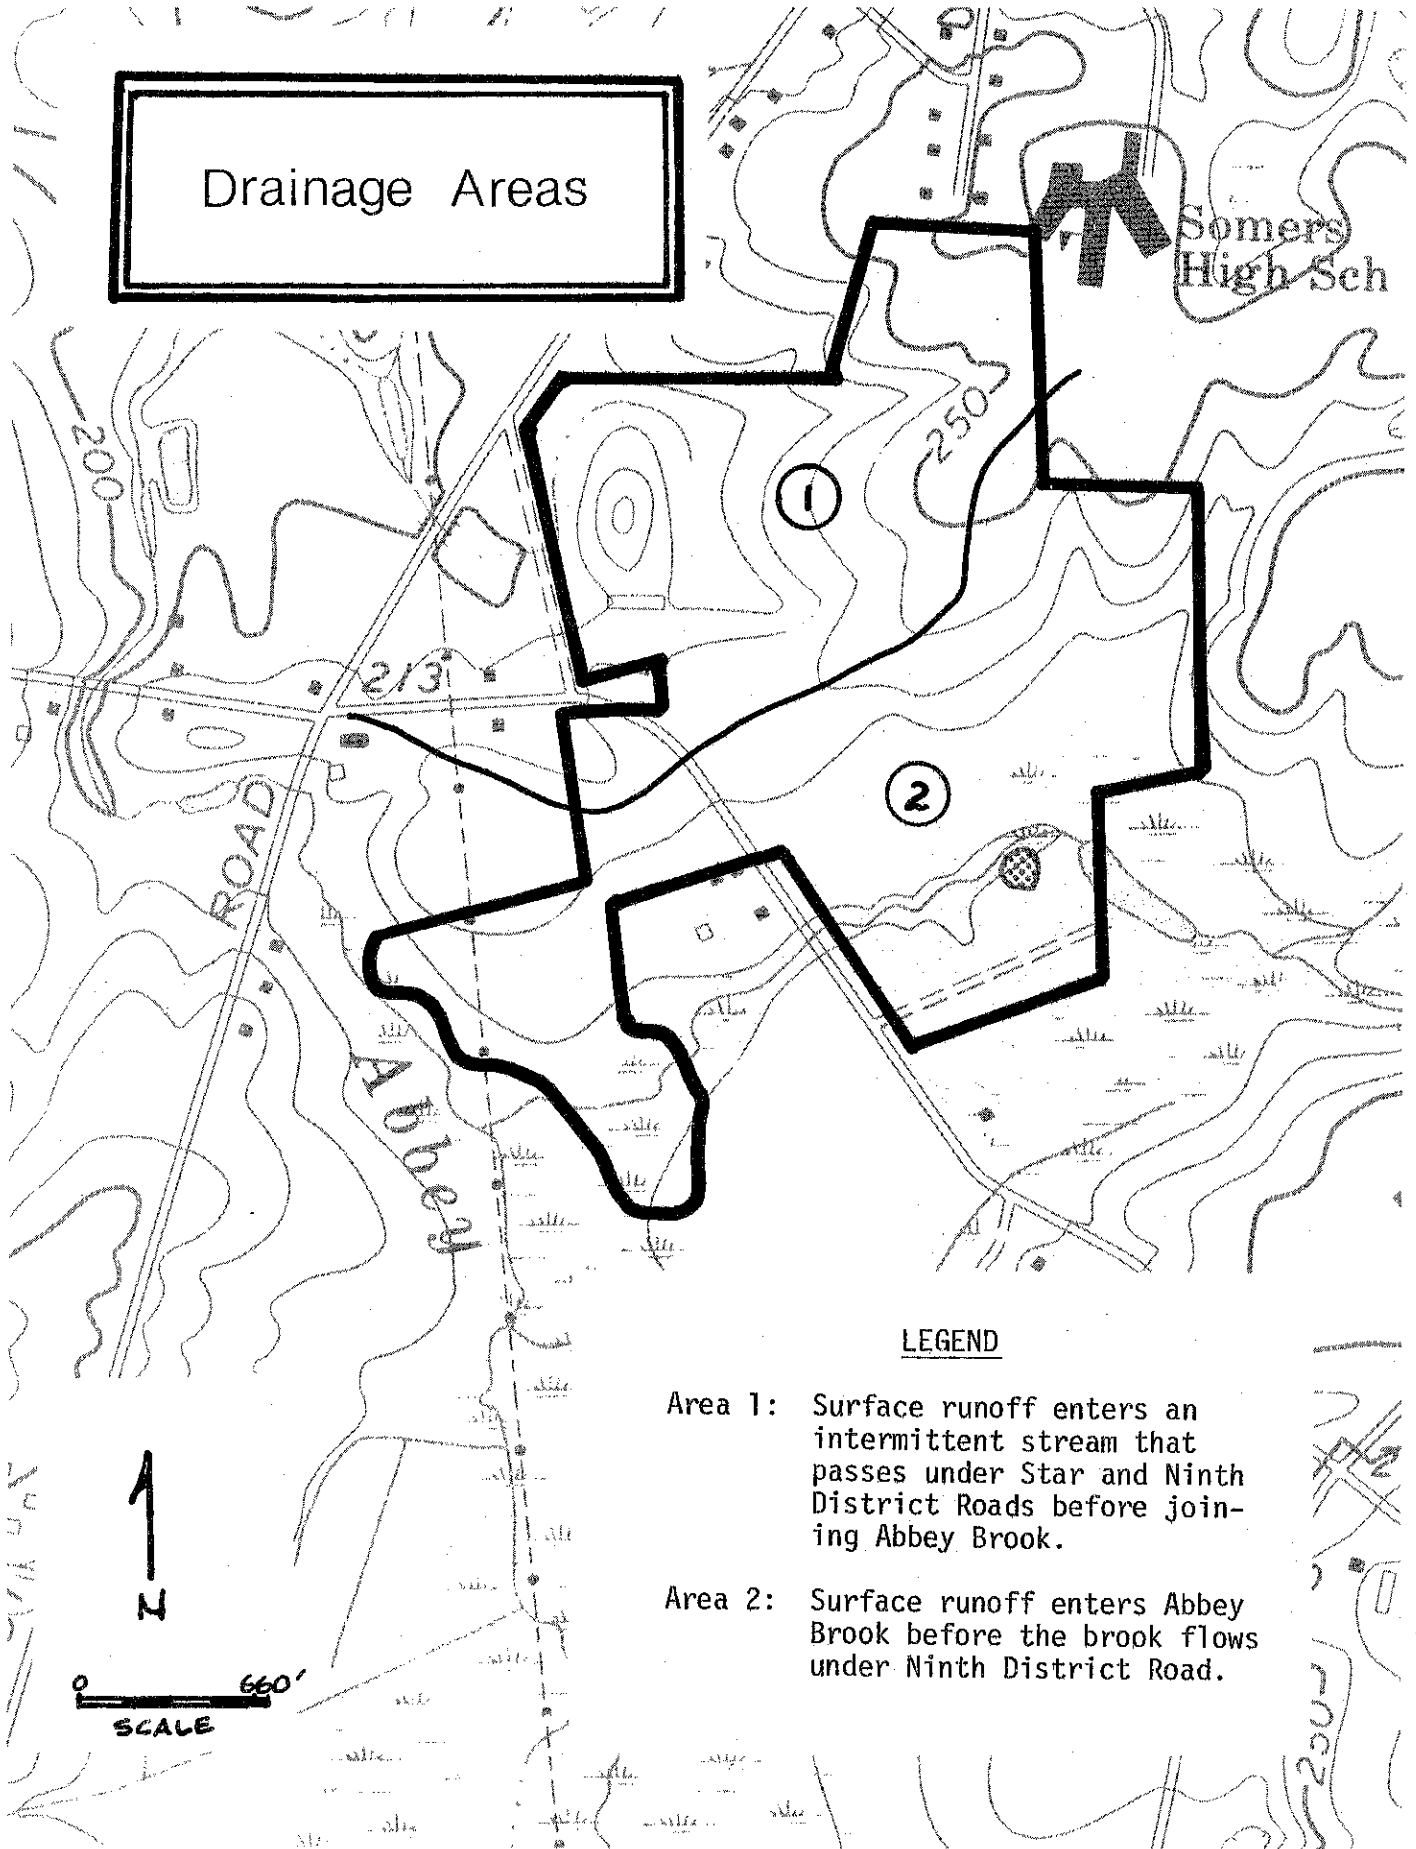 Drainage Areas
Somers
High Sch
250
200
1
213
2
ROAD
Abbey
LEGEND
Area 1: Surface runoff enters an
intermittent stream that
passes under Star and Ninth
District Roads before join-
ing Abbey Brook.
Area 2: Surface runoff enters Abbey
Brook before the brook flows
under Ninth District Road.
N
0 660'
SCALE